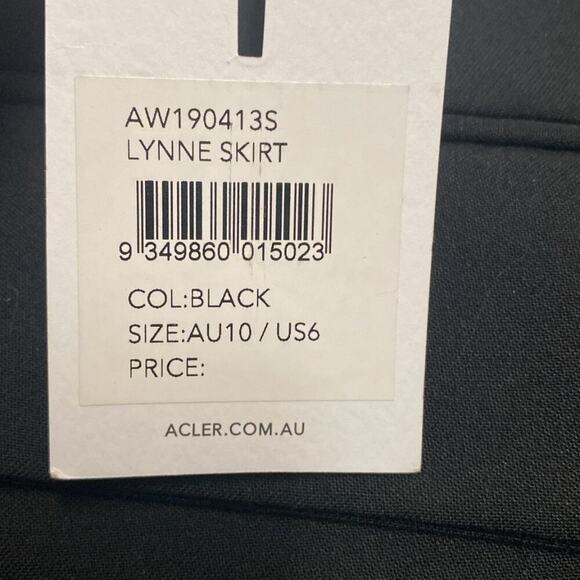 AW190413S
LYNNE SKIRT
9 349860 015023
COL:BLACK
SIZE:AU10 / US6
PRICE:
ACLER.COM.AU